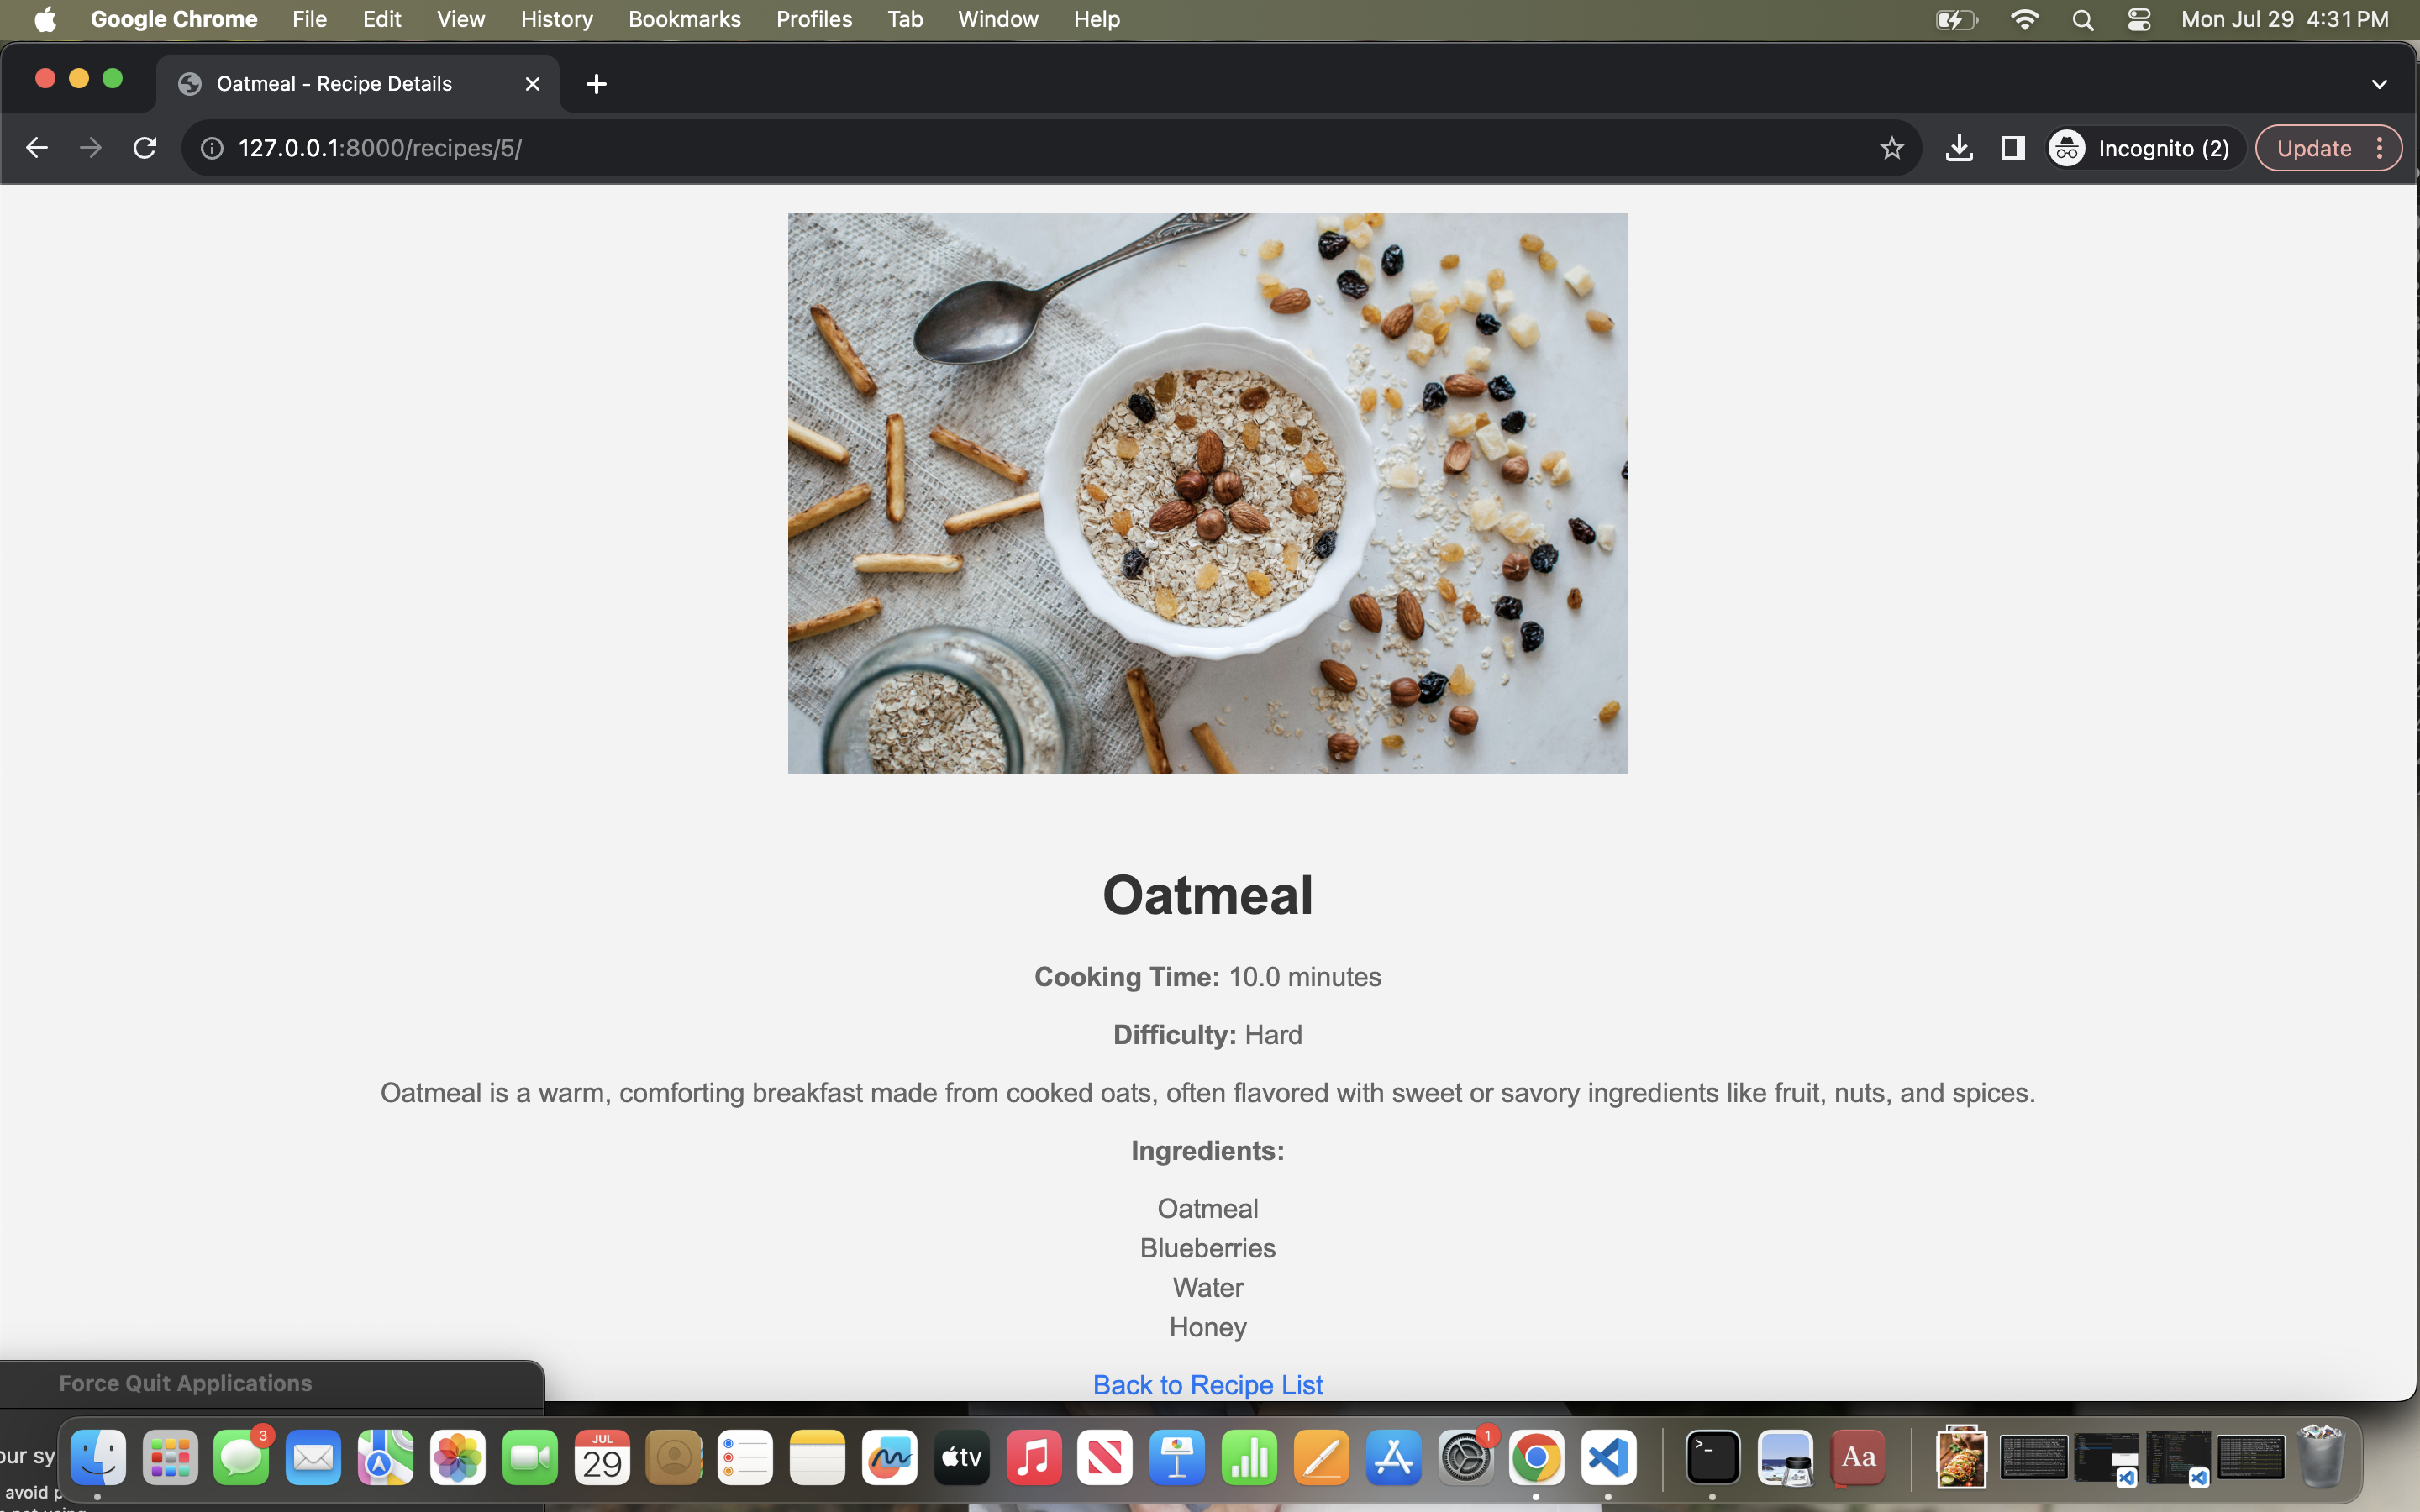 Google Chrome File Edit View History Bookmarks Profiles Tab Window Help Mon Jul 29 4:31 PM
Oatmeal - Recipe Details
127.0.0.1:8000/recipes/5/ Incognito (2) Update
Oatmeal
Cooking Time: 10.0 minutes
Difficulty: Hard
Oatmeal is a warm, comforting breakfast made from cooked oats, often flavored with sweet or savory ingredients like fruit, nuts, and spices.
Ingredients:
Oatmeal
Blueberries
Water
Honey
Back to Recipe List
Force Quit Applications
our sy
avoid p
3
JUL
29
tv
1
>_
Aa